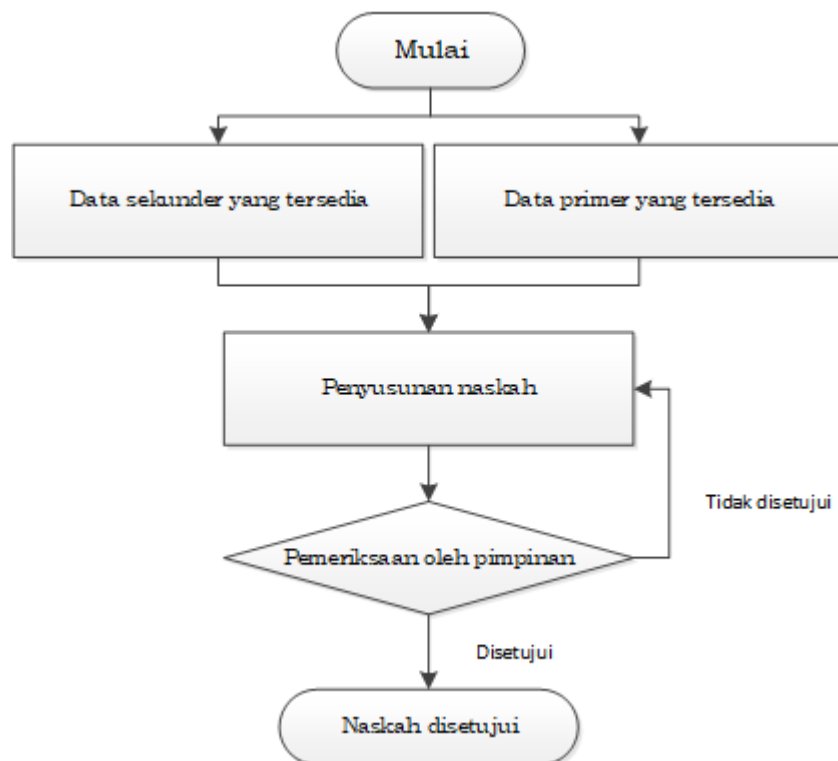 Mulai
Data sekunder yang tersedia
Data primer yang tersedia
Penyusunan naskah
Tidak disetujui
Pemeriksaan oleh pimpinan
Disetujui
Naskah disetujui